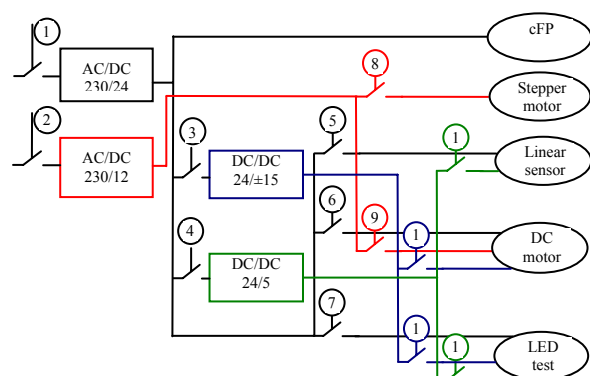 1
cFP
AC/DC
230/24
8
Stepper
motor
2
AC/DC
230/12
3
5
1
Linear
sensor
DC/DC
24/±15
6
9
1
DC
motor
4
DC/DC
24/5
7
1
1
LED
test